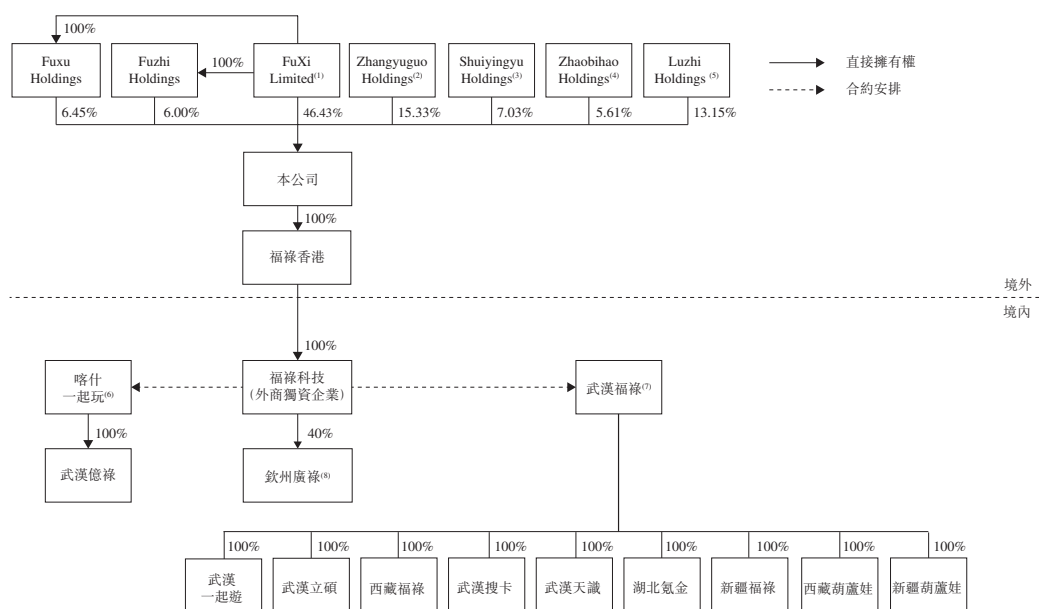 100%
Fuxu
Holdings
Fuzhi
Holdings
100%
FuXi
Limited(1)
Zhangyuguo
Holdings(2)
Shuiyingyu
Holdings(3)
Zhaobihao
Holdings(4)
Luzhi
Holdings (5)
直接擁有權
合約安排
6.45%
6.00%
46.43%
15.33%
7.03%
5.61%
13.15%
本公司
100%
福祿香港
境外
境內
100%
喀什
一起玩(6)
福祿科技
(外商獨資企業)
武漢福祿(7)
100%
40%
武漢億祿
欽州廣祿(8)
100%
100%
100%
100%
100%
100%
100%
100%
100%
武漢
一起遊
武漢立碩
西藏福祿
武漢搜卡
武漢天識
湖北氪金
新疆福祿
西藏葫蘆娃
新疆葫蘆娃